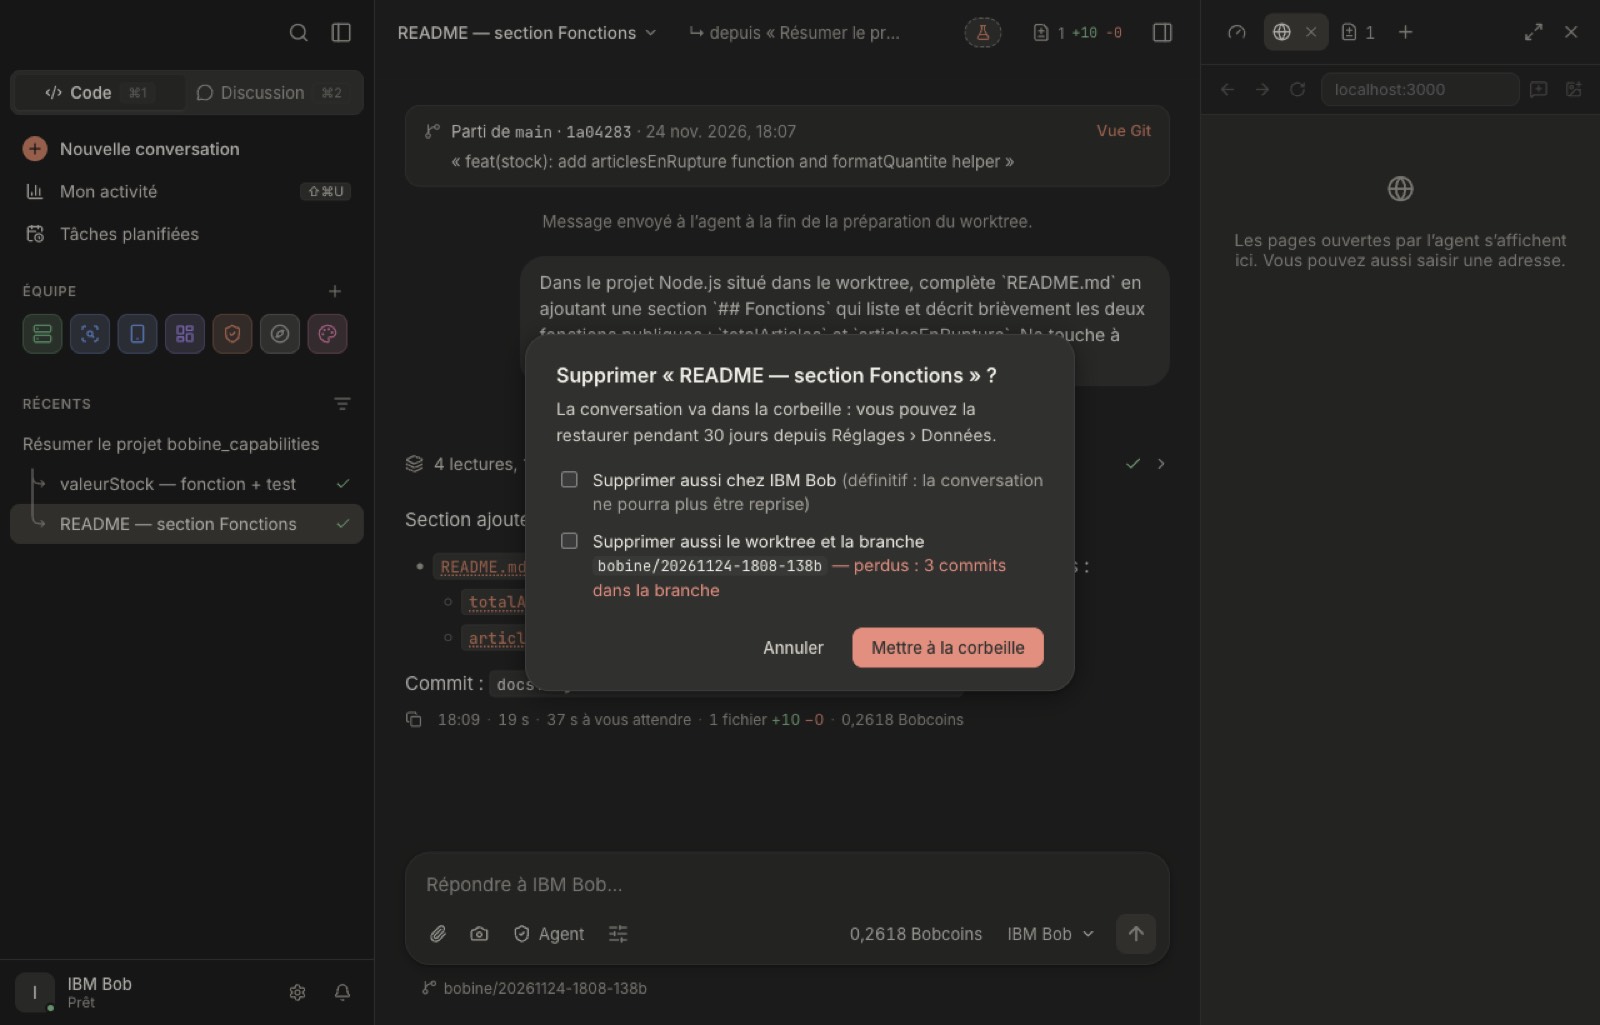 README — section Fonctions
depuis « Résumer le pr...
1 +10 -0
1
Code ⌘1
Discussion ⌘2
localhost:3000
Nouvelle conversation
Mon activité
⇧⌘U
Tâches planifiées
ÉQUIPE
RÉCENTS
Résumer le projet bobine_capabilities
valeurStock — fonction + test
README — section Fonctions
IBM Bob
Prêt
Parti de main · 1a04283 · 24 nov. 2026, 18:07
Vue Git
« feat(stock): add articlesEnRupture function and formatQuantite helper »
Message envoyé à l’agent à la fin de la préparation du worktree.
Dans le projet Node.js situé dans le worktree, complète `README.md` en
ajoutant une section `## Fonctions` qui liste et décrit brièvement les deux
fonctions publiques : `totalArticles` et `articlesEnRupture`. Ne touche à
4 lectures,
Section ajoute
README.md
totalA
articl
Commit : docs
18:09 · 19 s · 37 s à vous attendre · 1 fichier +10 −0 · 0,2618 Bobcoins
Supprimer « README — section Fonctions » ?
La conversation va dans la corbeille : vous pouvez la
restaurer pendant 30 jours depuis Réglages › Données.
Supprimer aussi chez IBM Bob (définitif : la conversation
ne pourra plus être reprise)
Supprimer aussi le worktree et la branche
bobine/20261124-1808-138b — perdus : 3 commits
dans la branche
Annuler
Mettre à la corbeille
Répondre à IBM Bob...
Agent
0,2618 Bobcoins
IBM Bob
bobine/20261124-1808-138b
Les pages ouvertes par l’agent s’affichent
ici. Vous pouvez aussi saisir une adresse.